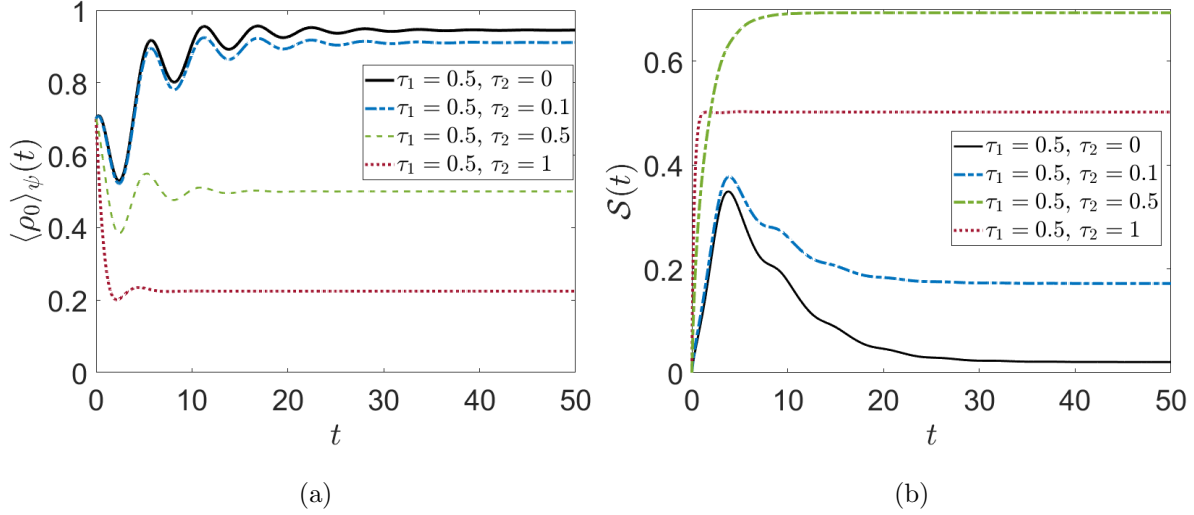 1
0.8
0.6
0.4
0.2
0
0 10 20 30 40 50
⟨ρ₀⟩_ψ(t)
t
τ₁ = 0.5, τ₂ = 0
τ₁ = 0.5, τ₂ = 0.1
τ₁ = 0.5, τ₂ = 0.5
τ₁ = 0.5, τ₂ = 1
(a)
0.6
0.4
0.2
0
0 10 20 30 40 50
𝒮(t)
t
τ₁ = 0.5, τ₂ = 0
τ₁ = 0.5, τ₂ = 0.1
τ₁ = 0.5, τ₂ = 0.5
τ₁ = 0.5, τ₂ = 1
(b)